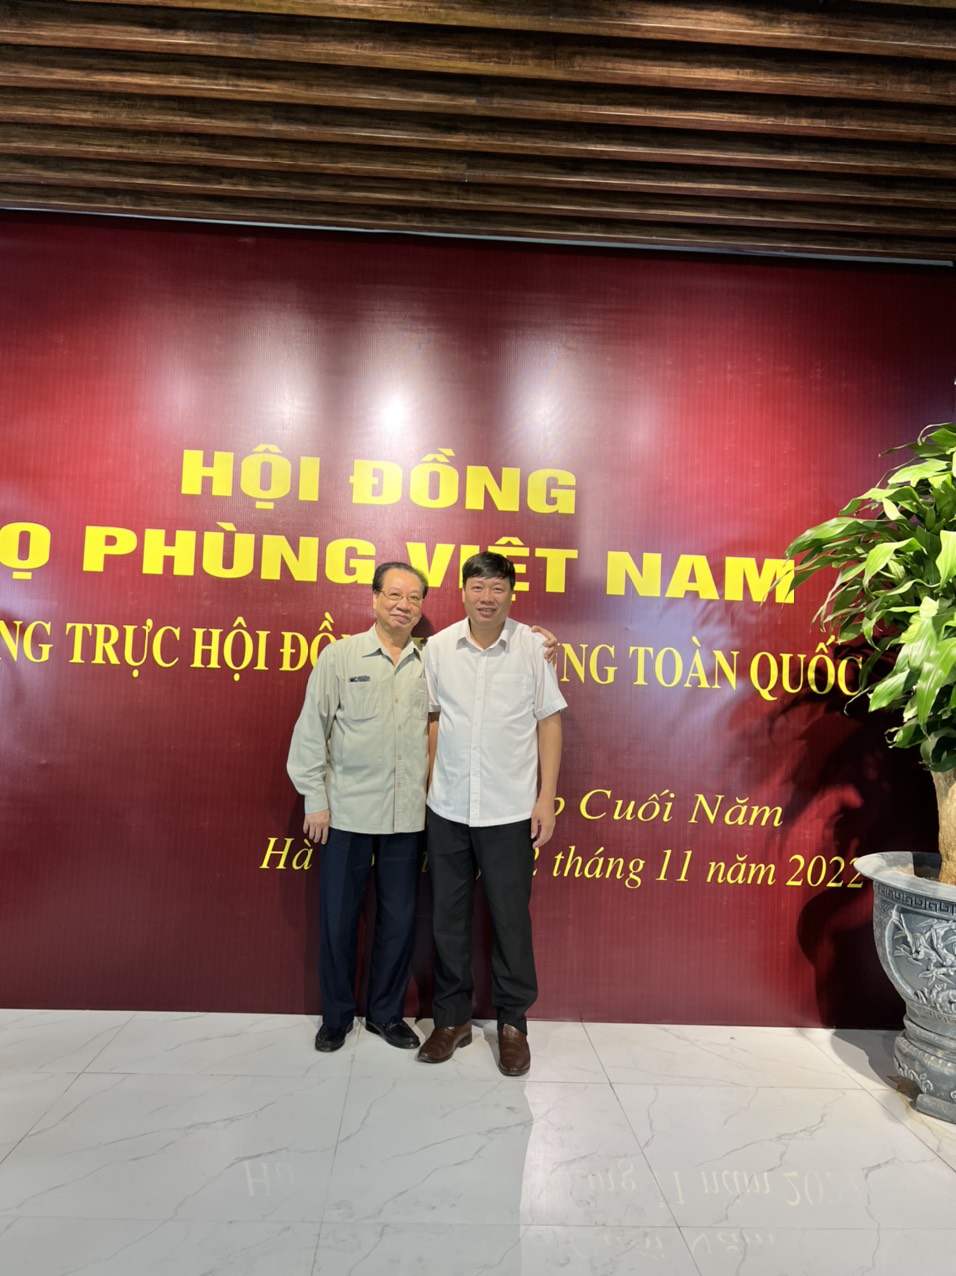 HỘI ĐỒNG
Ọ PHÙNG VIỆT NAM
NG TRỰC HỘI ĐỒN NG TOÀN QUỐC
Cuối Năm
Hà 2 tháng 11 năm 2022